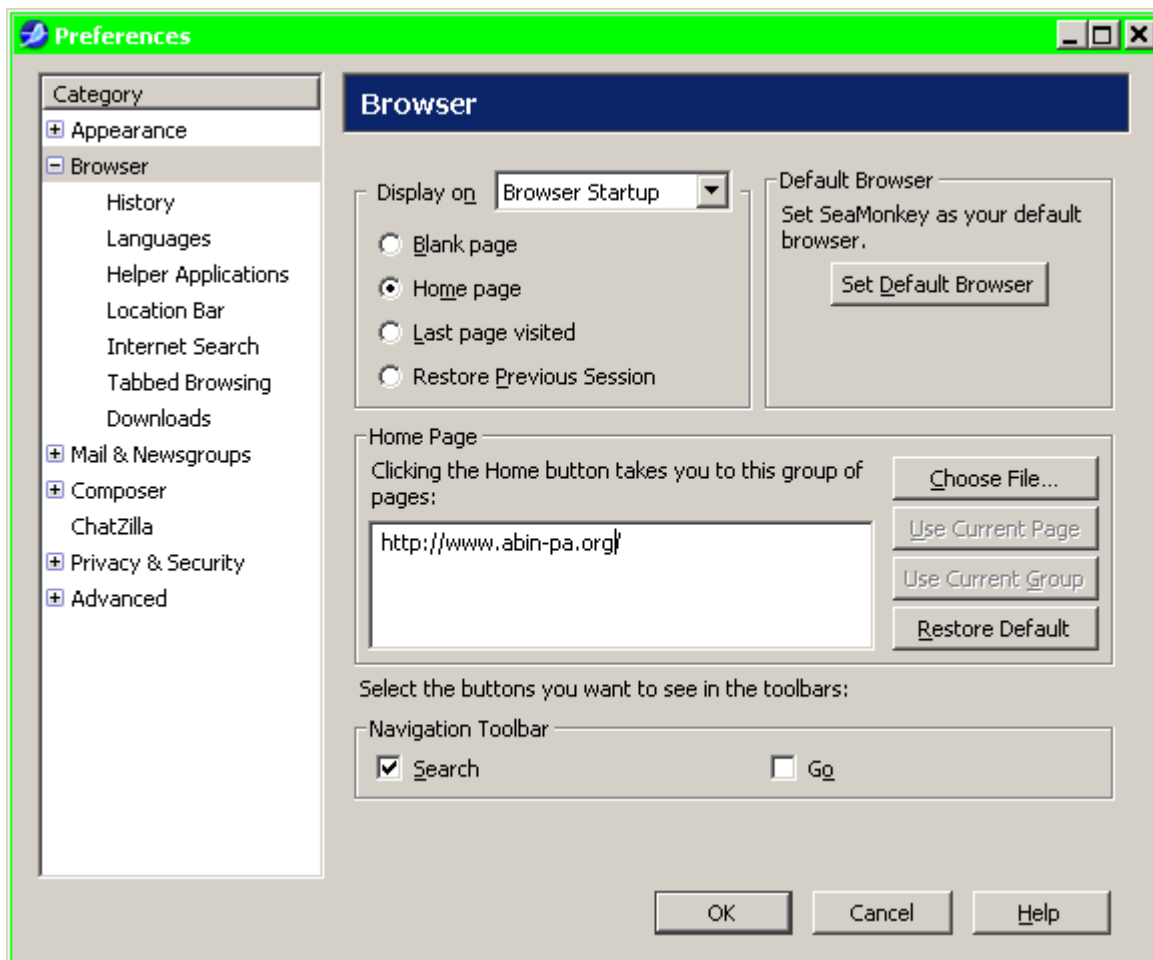 Preferences
Category
Appearance
Browser
History
Languages
Helper Applications
Location Bar
Internet Search
Tabbed Browsing
Downloads
Mail & Newsgroups
Composer
ChatZilla
Privacy & Security
Advanced
Browser
Display on Browser Startup
Blank page
Home page
Last page visited
Restore Previous Session
Default Browser
Set SeaMonkey as your default
browser.
Set Default Browser
Home Page
Clicking the Home button takes you to this group of
pages:
http://www.abin-pa.org/
Choose File...
Use Current Page
Use Current Group
Restore Default
Select the buttons you want to see in the toolbars:
Navigation Toolbar
Search Go
OK Cancel Help